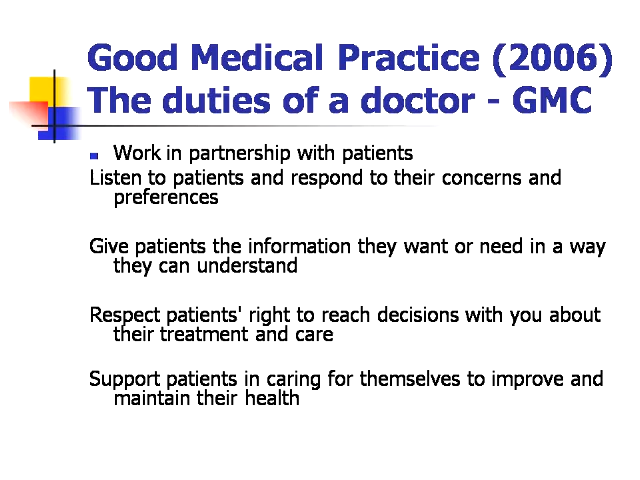 Good Medical Practice (2006)
The duties of a doctor - GMC
Work in partnership with patients
Listen to patients and respond to their concerns and
preferences
Give patients the information they want or need in a way
they can understand
Respect patients' right to reach decisions with you about
their treatment and care
Support patients in caring for themselves to improve and
maintain their health